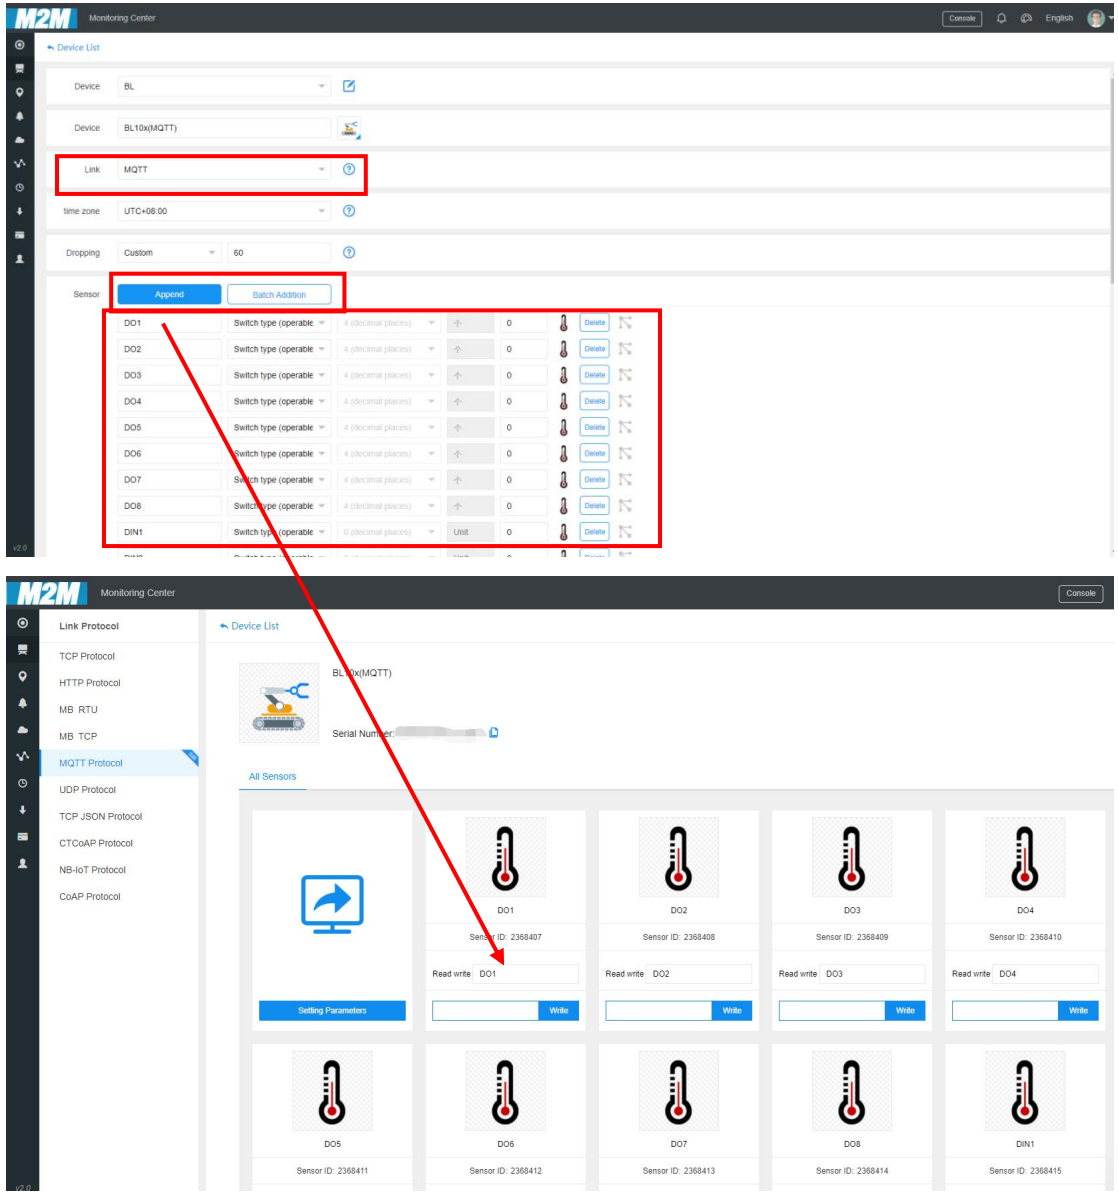 M2M Monitoring Center Console English
Device List
Device BL
Device BL10x(MQTT)
Link MQTT
time zone UTC+08:00
Dropping Custom 60
Sensor Append Batch Addition
DO1 Switch type (operable 4 (decimal places) 0 Delete
DO2 Switch type (operable 4 (decimal places) 0 Delete
DO3 Switch type (operable 4 (decimal places) 0 Delete
DO4 Switch type (operable 4 (decimal places) 0 Delete
DO5 Switch type (operable 4 (decimal places) 0 Delete
DO6 Switch type (operable 4 (decimal places) 0 Delete
DO7 Switch type (operable 4 (decimal places) 0 Delete
DO8 Switch type (operable 4 (decimal places) 0 Delete
DIN1 Switch type (operable 0 (decimal places) Unit 0 Delete
v2.0
M2M Monitoring Center Console
Link Protocol
TCP Protocol
HTTP Protocol
MB RTU
MB TCP
MQTT Protocol
UDP Protocol
TCP JSON Protocol
CTCoAP Protocol
NB-IoT Protocol
CoAP Protocol
Device List
BL10x(MQTT)
Serial Number:
All Sensors
Setting Parameters
DO1
Sensor ID: 2368407
Read write DO1
Write
DO2
Sensor ID: 2368408
Read write DO2
Write
DO3
Sensor ID: 2368409
Read write DO3
Write
DO4
Sensor ID: 2368410
Read write DO4
Write
DO5
Sensor ID: 2368411
DO6
Sensor ID: 2368412
DO7
Sensor ID: 2368413
DO8
Sensor ID: 2368414
DIN1
Sensor ID: 2368415
v2.0